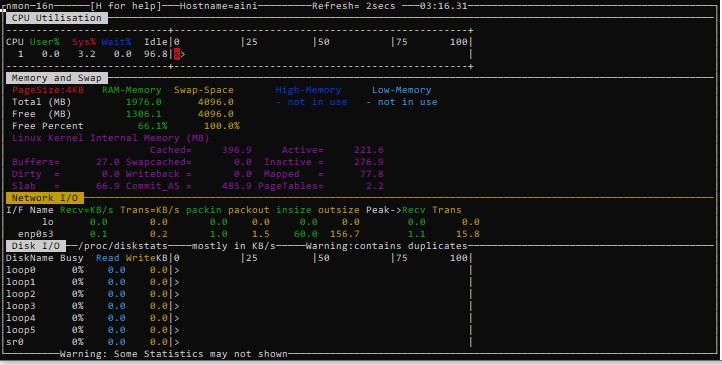 nmon-16n [H for help] Hostname=aini Refresh= 2secs 03:16.31
CPU Utilisation
CPU User% Sys% Wait% Idle|0 |25 |50 |75 100|
1 0.0 3.2 0.0 96.8|s>
Memory and Swap
PageSize:4KB RAM-Memory Swap-Space High-Memory Low-Memory
Total (MB) 1976.0 4096.0 - not in use - not in use
Free (MB) 1306.1 4096.0
Free Percent 66.1% 100.0%
Linux Kernel Internal Memory (MB)
Cached= 396.9 Active= 221.6
Buffers= 27.0 Swapcached= 0.0 Inactive = 276.9
Dirty = 0.0 Writeback = 0.0 Mapped = 77.8
Slab = 66.9 Commit_AS = 485.9 PageTables= 2.2
Network I/O
I/F Name Recv=KB/s Trans=KB/s packin packout insize outsize Peak->Recv Trans
lo 0.0 0.0 0.0 0.0 0.0 0.0 0.0 0.0
enp0s3 0.1 0.2 1.0 1.5 60.0 156.7 1.1 15.8
Disk I/O /proc/diskstats mostly in KB/s Warning:contains duplicates
DiskName Busy Read WriteKB|0 |25 |50 |75 100|
loop0 0% 0.0 0.0|> |
loop1 0% 0.0 0.0|> |
loop2 0% 0.0 0.0|> |
loop3 0% 0.0 0.0|> |
loop4 0% 0.0 0.0|> |
loop5 0% 0.0 0.0|> |
sr0 0% 0.0 0.0|> |
Warning: Some Statistics may not shown